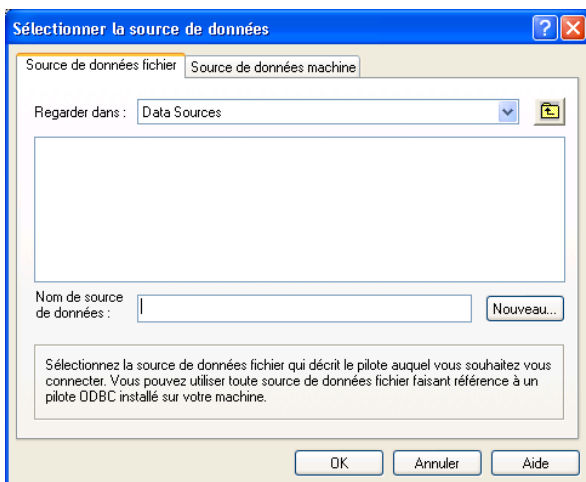 Sélectionner la source de données
Source de données fichier
Source de données machine
Regarder dans :
Data Sources
Nom de source
de données :
Nouveau...
Sélectionnez la source de données fichier qui décrit le pilote auquel vous souhaitez vous
connecter. Vous pouvez utiliser toute source de données fichier faisant référence à un
pilote ODBC installé sur votre machine.
OK
Annuler
Aide